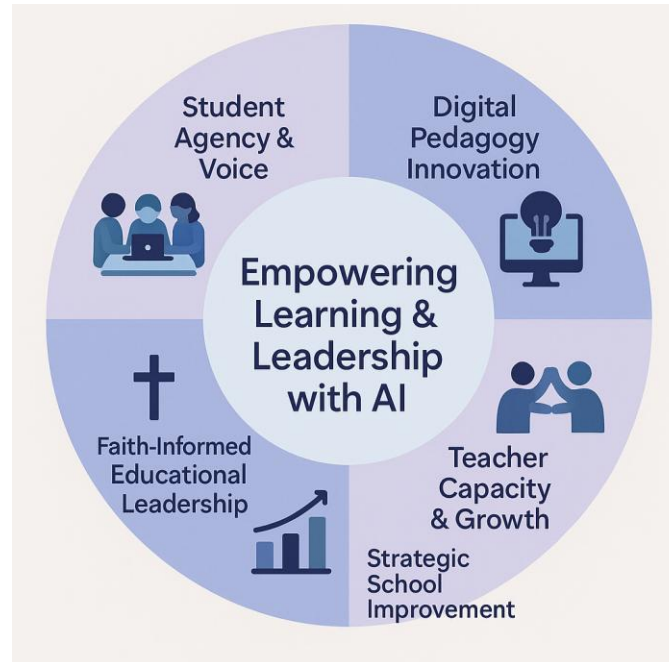 Student
Agency &
Voice
Digital
Pedagogy
Innovation
Empowering
Learning &
Leadership
with AI
Faith-Informed
Educational
Leadership
Teacher
Capacity
& Growth
Strategic
School
Improvement